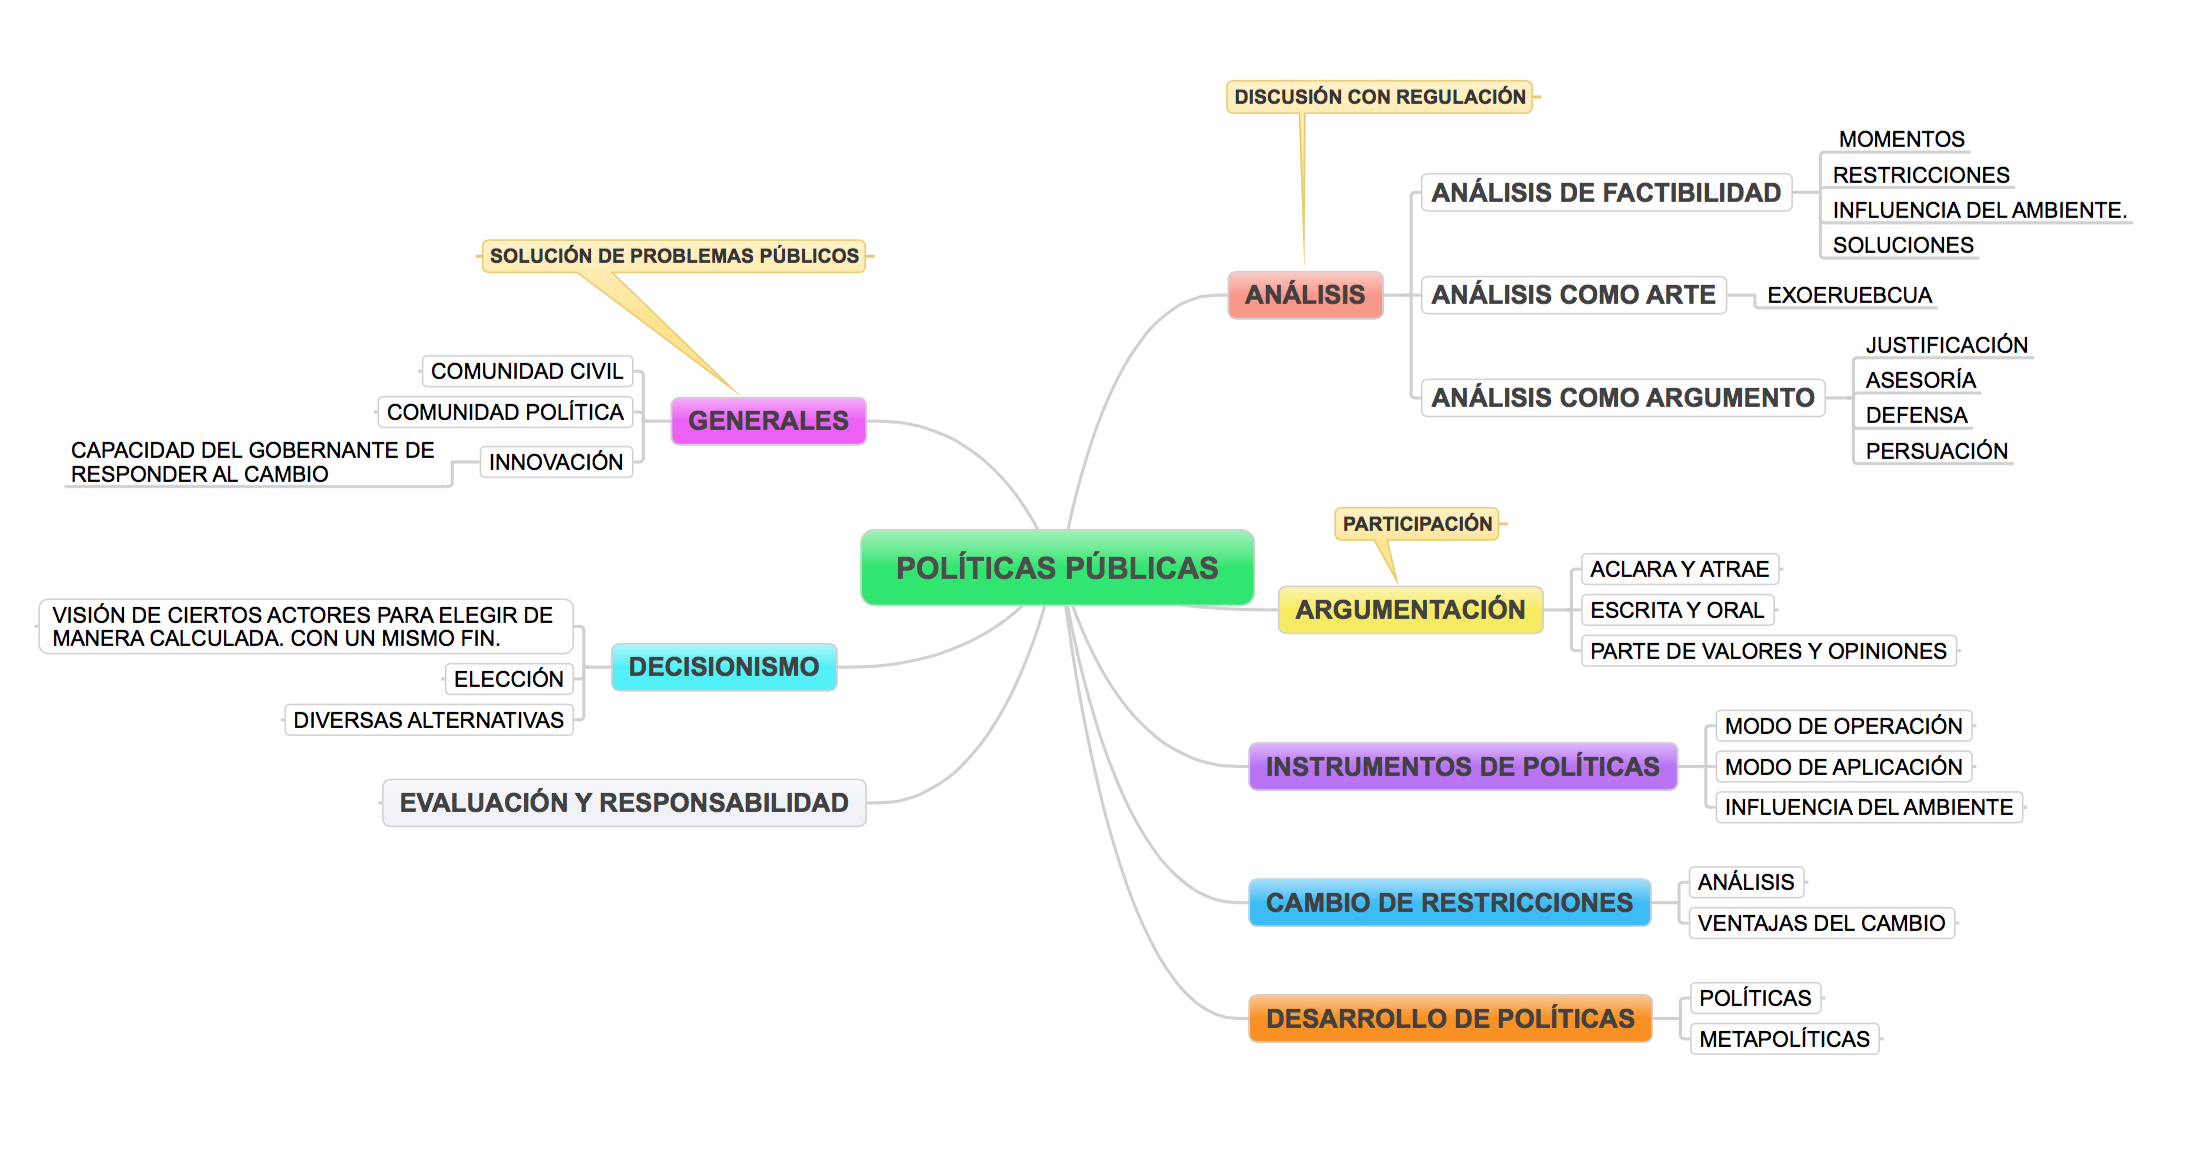 POLÍTICAS PÚBLICAS
DISCUSIÓN CON REGULACIÓN
ANÁLISIS
ANÁLISIS DE FACTIBILIDAD
MOMENTOS
RESTRICCIONES
INFLUENCIA DEL AMBIENTE.
SOLUCIONES
ANÁLISIS COMO ARTE
EXOERUEBCUA
ANÁLISIS COMO ARGUMENTO
JUSTIFICACIÓN
ASESORÍA
DEFENSA
PERSUACIÓN
PARTICIPACIÓN
ARGUMENTACIÓN
ACLARA Y ATRAE
ESCRITA Y ORAL
PARTE DE VALORES Y OPINIONES
INSTRUMENTOS DE POLÍTICAS
MODO DE OPERACIÓN
MODO DE APLICACIÓN
INFLUENCIA DEL AMBIENTE
CAMBIO DE RESTRICCIONES
ANÁLISIS
VENTAJAS DEL CAMBIO
DESARROLLO DE POLÍTICAS
POLÍTICAS
METAPOLÍTICAS
SOLUCIÓN DE PROBLEMAS PÚBLICOS
GENERALES
COMUNIDAD CIVIL
COMUNIDAD POLÍTICA
INNOVACIÓN
CAPACIDAD DEL GOBERNANTE DE
RESPONDER AL CAMBIO
DECISIONISMO
VISIÓN DE CIERTOS ACTORES PARA ELEGIR DE
MANERA CALCULADA. CON UN MISMO FIN.
ELECCIÓN
DIVERSAS ALTERNATIVAS
EVALUACIÓN Y RESPONSABILIDAD